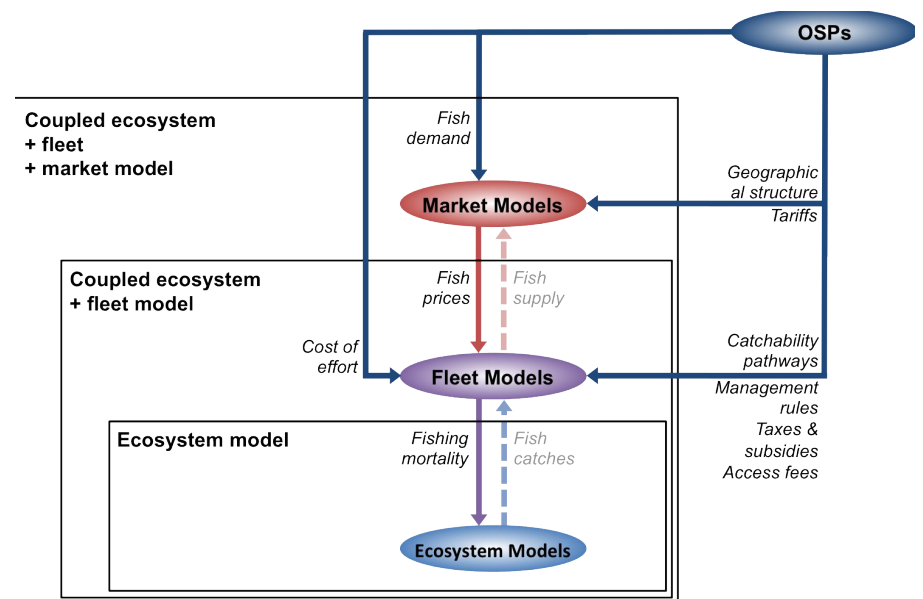 OSPs
Coupled ecosystem
+ fleet
+ market model
Fish
demand
Geographic
al structure
Tariffs
Market Models
Coupled ecosystem
+ fleet model
Fish
prices
Fish
supply
Cost of
effort
Catchability
pathways
Fleet Models
Management
rules
Taxes &
subsidies
Access fees
Ecosystem model
Fishing
mortality
Fish
catches
Ecosystem Models